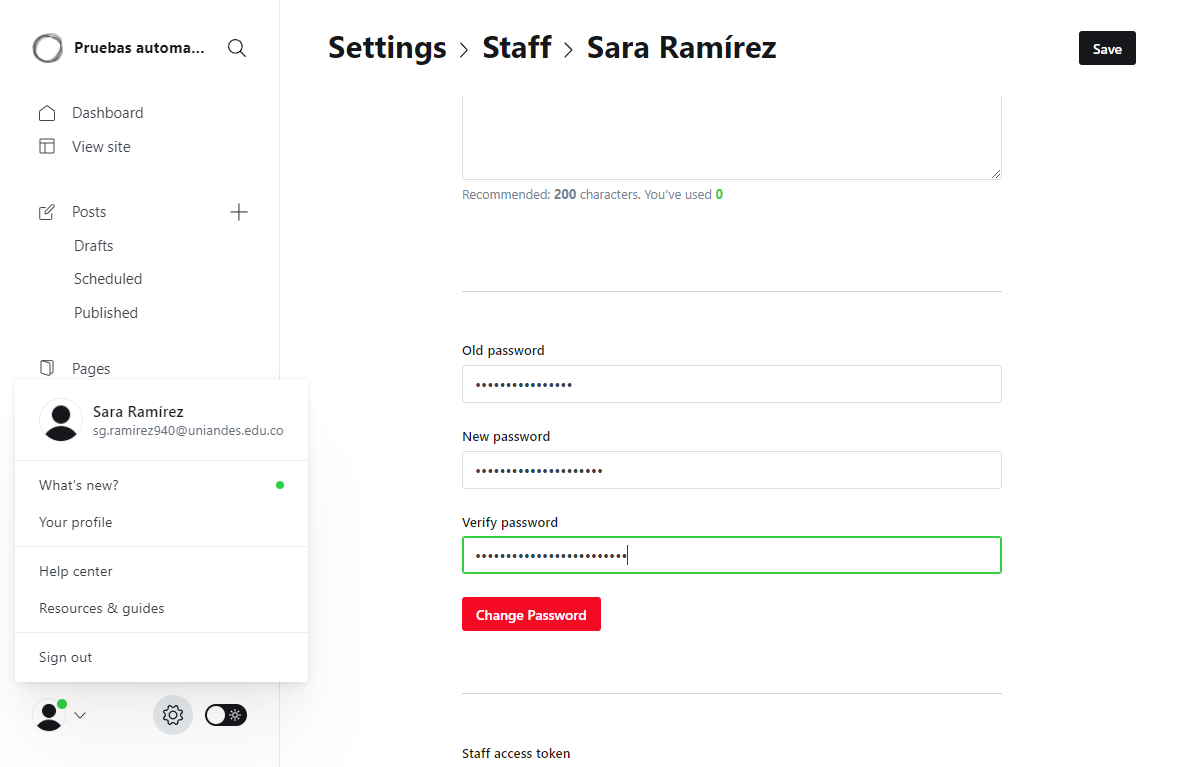 Pruebas automa...
Dashboard
View site
Posts
Drafts
Scheduled
Published
Pages
Sara Ramírez
sg.ramirez940@uniandes.edu.co
What's new?
Your profile
Help center
Resources & guides
Sign out
Settings > Staff > Sara Ramírez
Save
Recommended: 200 characters. You've used 0
Old password
••••••••••••••••
New password
•••••••••••••••••••••
Verify password
•••••••••••••••••••••••••
Change Password
Staff access token